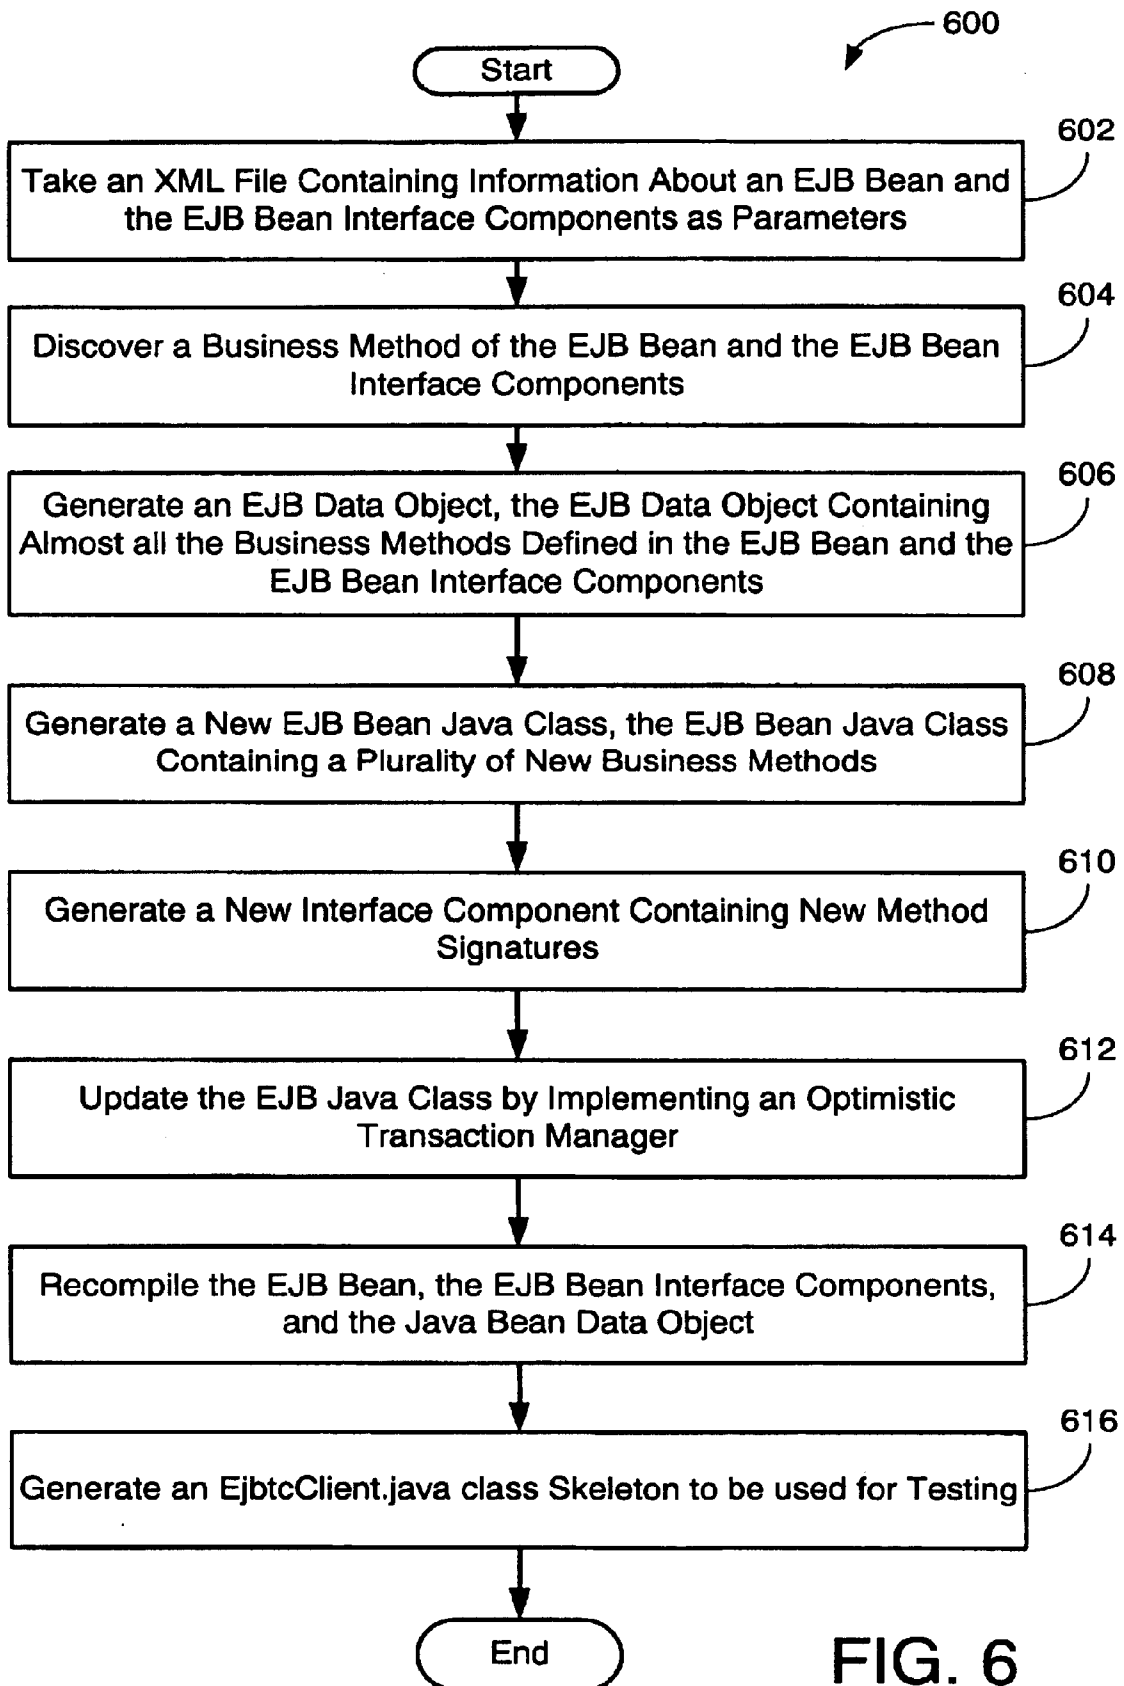 600
Start
602
Take an XML File Containing Information About an EJB Bean and
the EJB Bean Interface Components as Parameters
604
Discover a Business Method of the EJB Bean and the EJB Bean
Interface Components
606
Generate an EJB Data Object, the EJB Data Object Containing
Almost all the Business Methods Defined in the EJB Bean and the
EJB Bean Interface Components
608
Generate a New EJB Bean Java Class, the EJB Bean Java Class
Containing a Plurality of New Business Methods
610
Generate a New Interface Component Containing New Method
Signatures
612
Update the EJB Java Class by Implementing an Optimistic
Transaction Manager
614
Recompile the EJB Bean, the EJB Bean Interface Components,
and the Java Bean Data Object
616
Generate an EjbtcClient.java class Skeleton to be used for Testing
End
FIG. 6